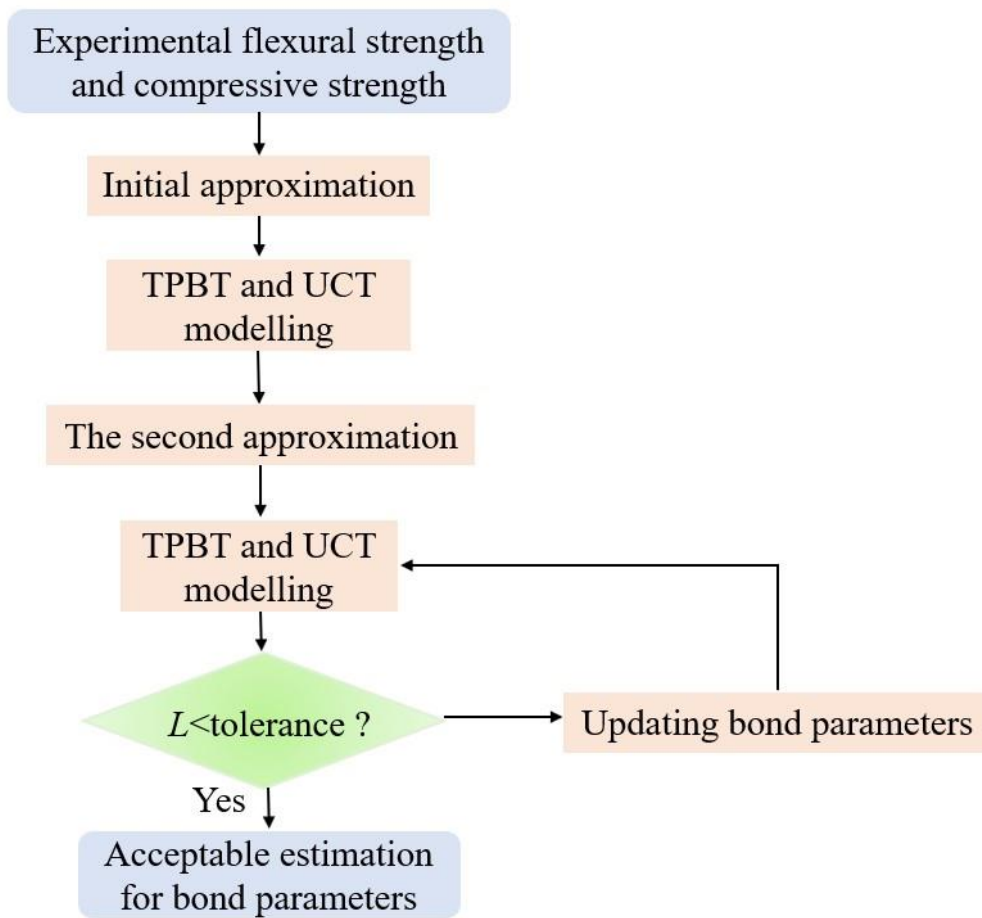 Experimental flexural strength
and compressive strength
Initial approximation
TPBT and UCT
modelling
The second approximation
TPBT and UCT
modelling
L<tolerance ?
Updating bond parameters
Yes
Acceptable estimation
for bond parameters